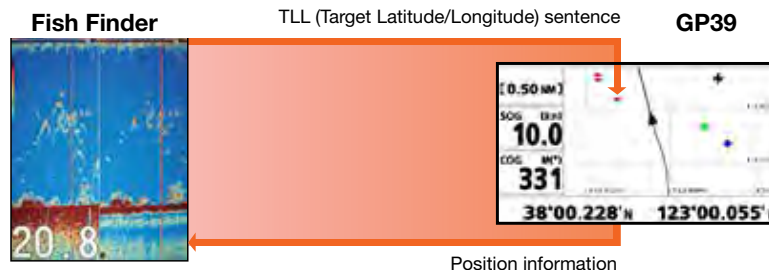 TLL (Target Latitude/Longitude) sentence
Fish Finder
GP39
[0.50 NM]
SOG [kn]
10.0
COG M(°)
331
38°00.228'N 123°00.055'
20.8
Position information